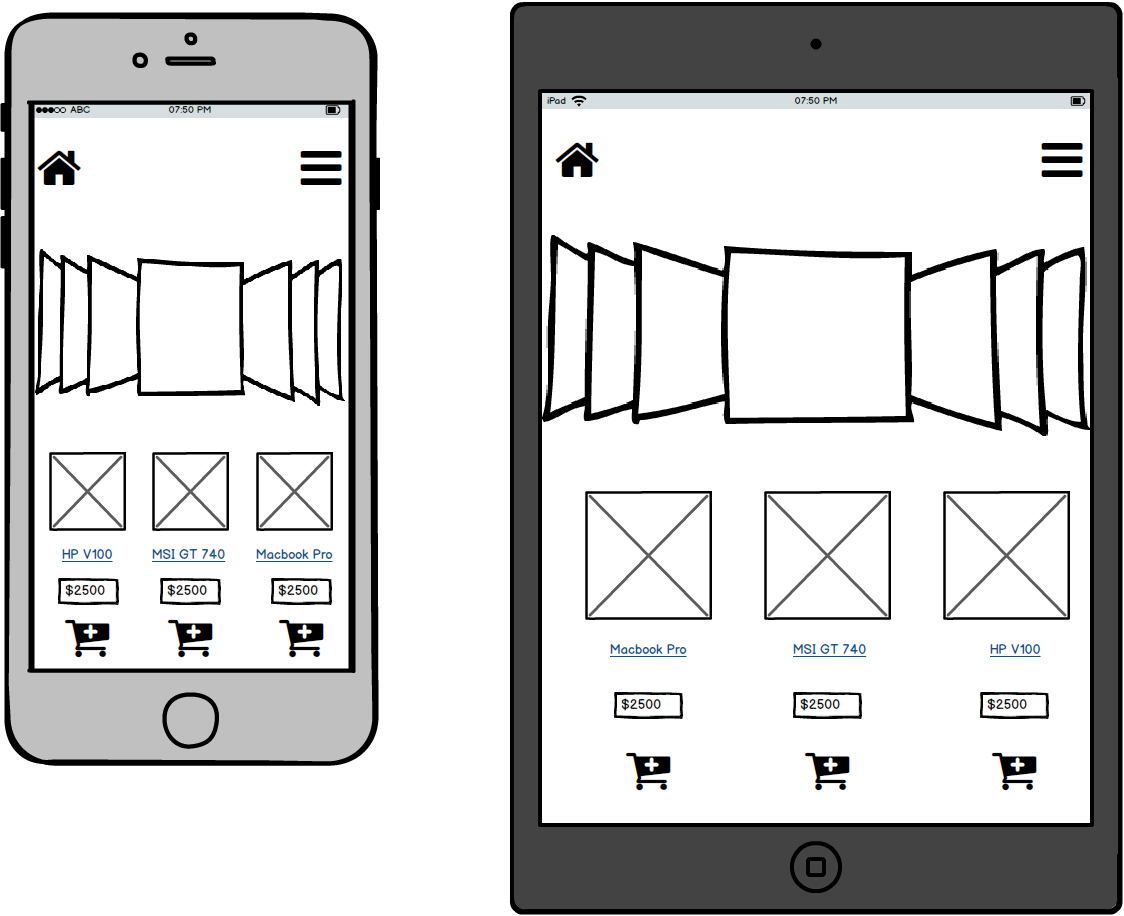 ABC 07:50 PM
HP V100 MSI GT 740 Macbook Pro
$2500 $2500 $2500
iPad 07:50 PM
Macbook Pro MSI GT 740 HP V100
$2500 $2500 $2500